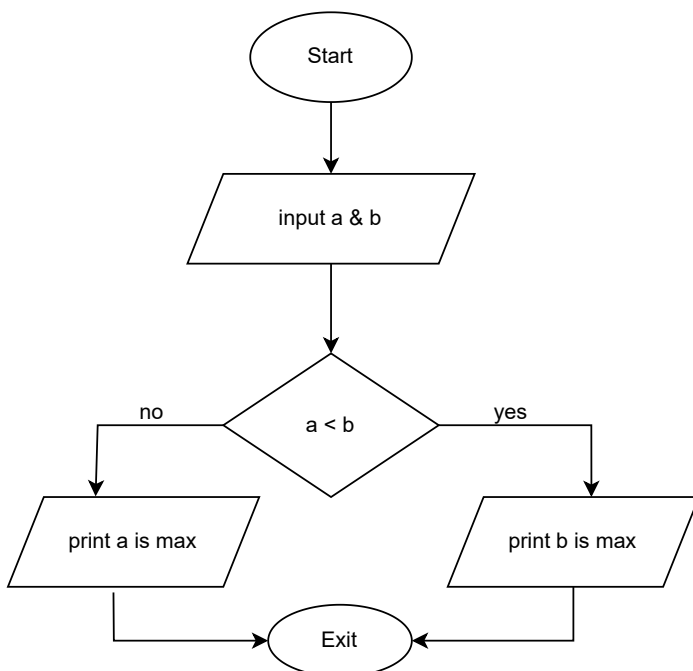 Start
input a & b
a < b
no
yes
print a is max
print b is max
Exit